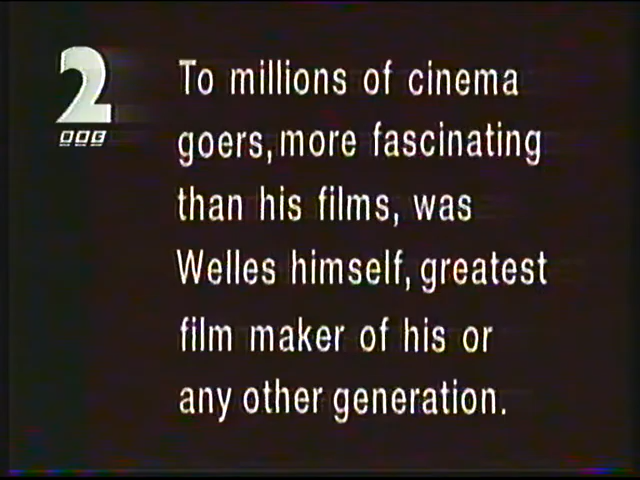 2
BBC
To millions of cinema
goers, more fascinating
than his films, was
Welles himself, greatest
film maker of his or
any other generation.